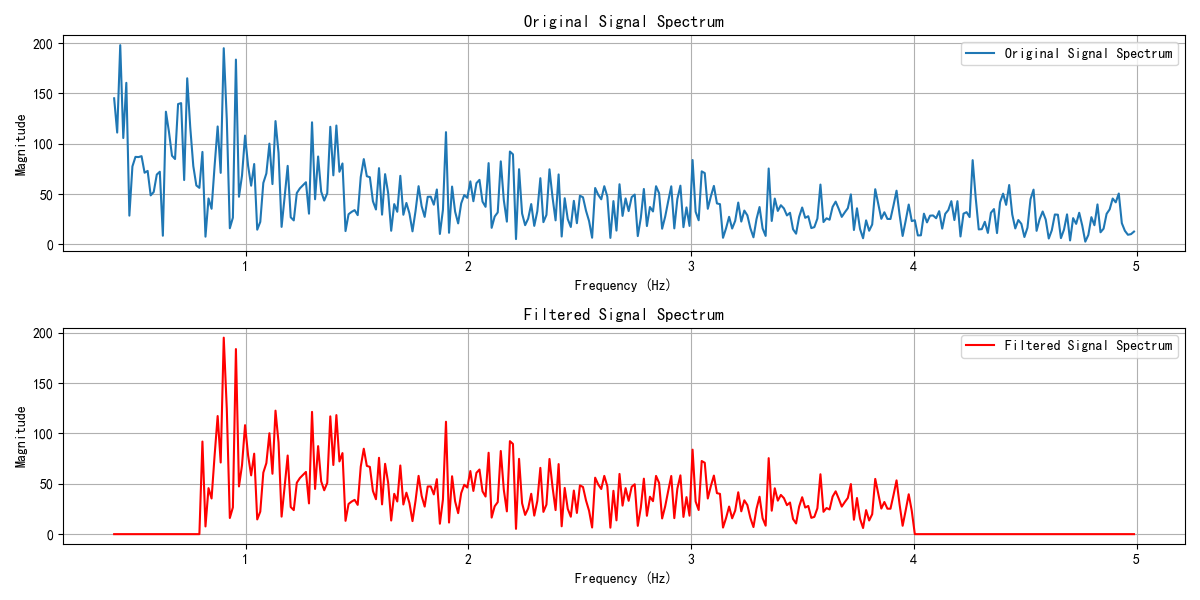 Original Signal Spectrum
200
150
100
50
0
Magnitude
Original Signal Spectrum
1 2 3 4 5
Frequency (Hz)
Filtered Signal Spectrum
200
150
100
50
0
Magnitude
Filtered Signal Spectrum
1 2 3 4 5
Frequency (Hz)